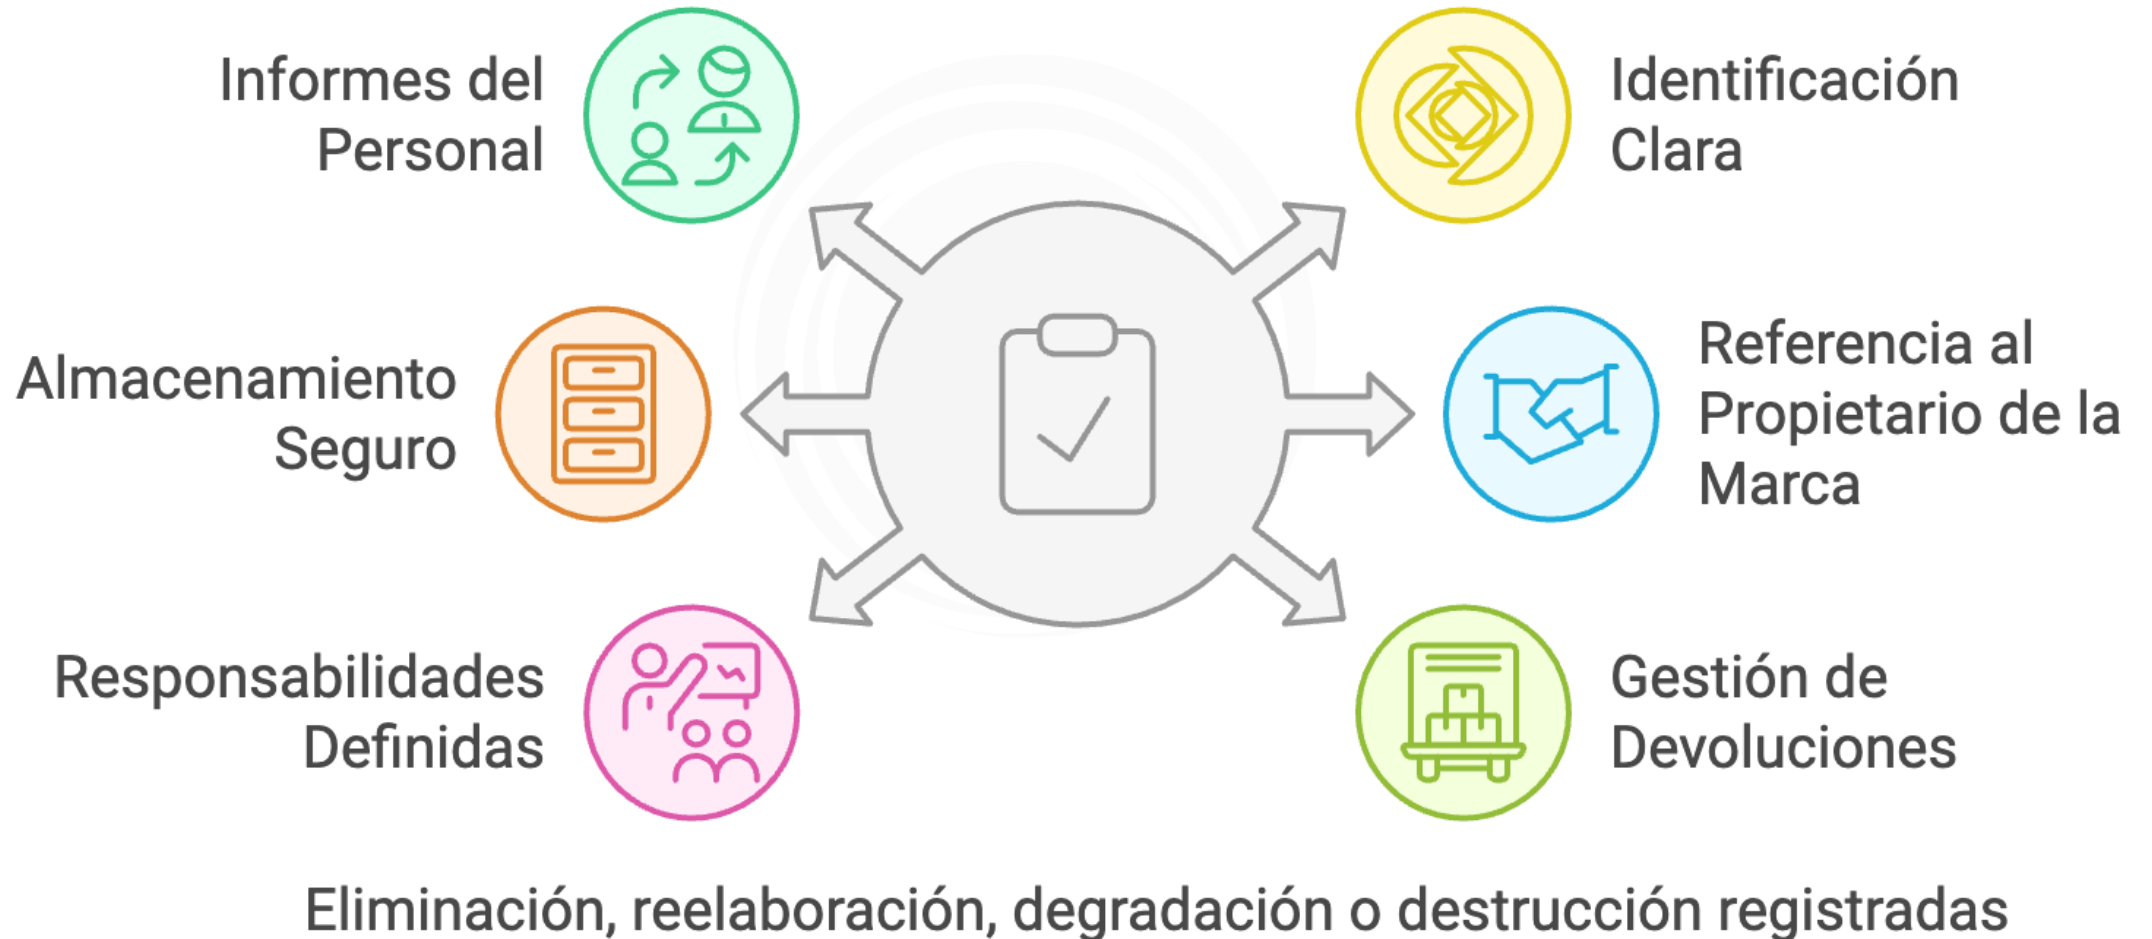 Informes del
Personal
Identificación
Clara
Almacenamiento
Seguro
Referencia al
Propietario de la
Marca
Responsabilidades
Definidas
Gestión de
Devoluciones
Eliminación, reelaboración, degradación o destrucción registradas